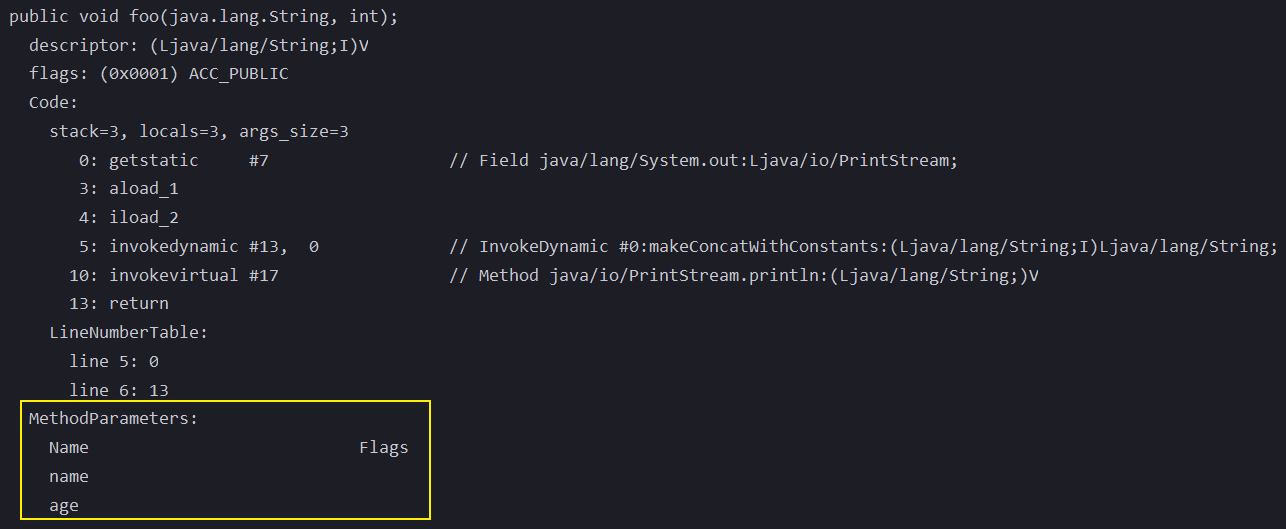 public void foo(java.lang.String, int);
descriptor: (Ljava/lang/String;I)V
flags: (0x0001) ACC_PUBLIC
Code:
stack=3, locals=3, args_size=3
0: getstatic #7 // Field java/lang/System.out:Ljava/io/PrintStream;
3: aload_1
4: iload_2
5: invokedynamic #13, 0 // InvokeDynamic #0:makeConcatWithConstants:(Ljava/lang/String;I)Ljava/lang/String;
10: invokevirtual #17 // Method java/io/PrintStream.println:(Ljava/lang/String;)V
13: return
LineNumberTable:
line 5: 0
line 6: 13
MethodParameters:
Name Flags
name
age